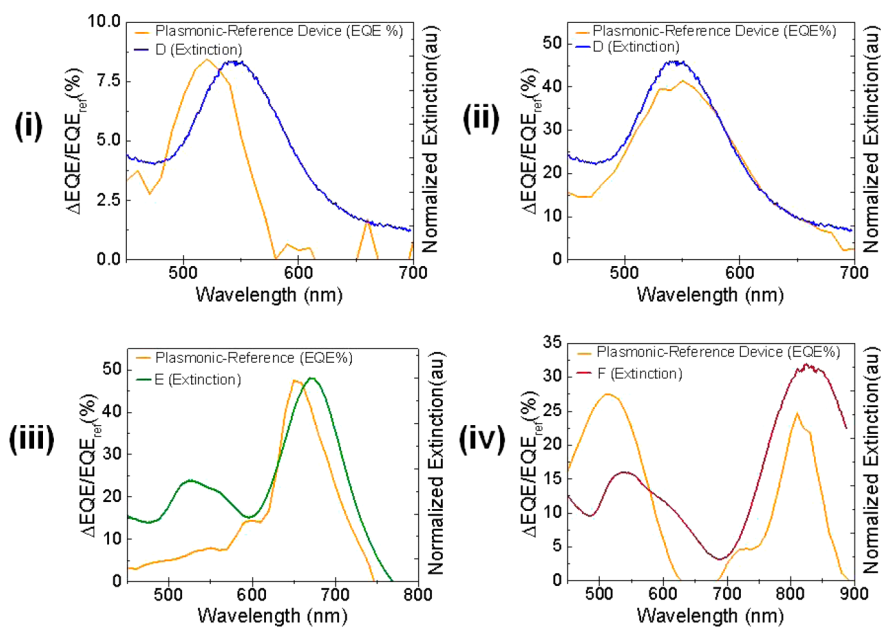 (i)
Plasmonic-Reference Device (EQE %)
D (Extinction)
10.0
7.5
5.0
2.5
0.0
500
600
700
ΔEQE/EQEref(%)
Normalized Extinction(au)
Wavelength (nm)
(ii)
Plasmonic-Reference Device (EQE%)
D (Extinction)
50
40
30
20
10
0
500
600
700
ΔEQE/EQEref(%)
Normalized Extinction(au)
Wavelength (nm)
(iii)
Plasmonic-Reference (EQE%)
E (Extinction)
50
40
30
20
10
0
500
600
700
800
ΔEQE/EQEref(%)
Normalized Extinction(au)
Wavelength (nm)
(iv)
Plasmonic-Reference Device (EQE%)
F (Extinction)
35
30
25
20
15
10
5
0
500
600
700
800
900
ΔEQE/EQEref(%)
Normalized Extinction(au)
Wavelength (nm)